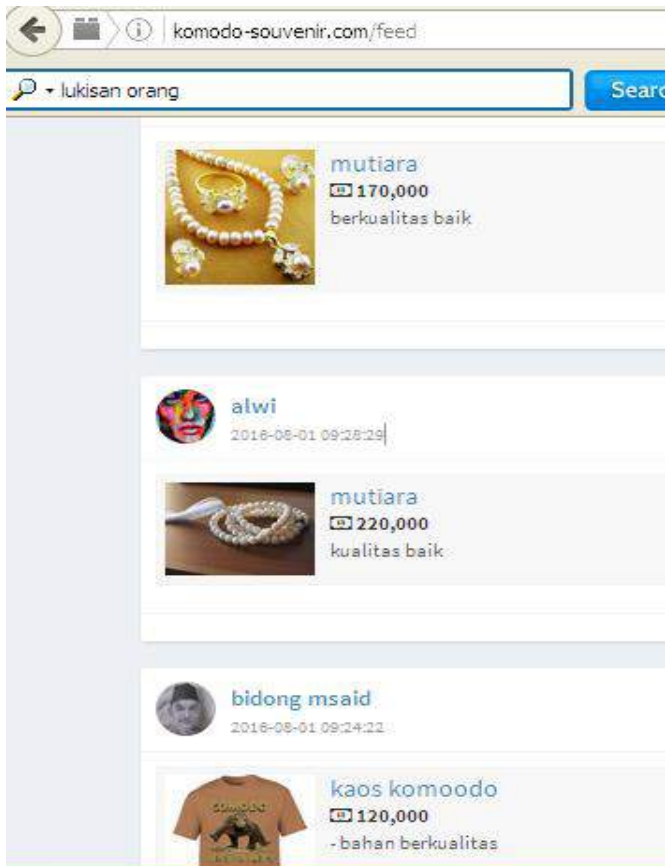 komodo-souvenir.com/feed
lukisan orang
Searc
mutiara
170,000
berkualitas baik
alwi
2016-08-01 09:28:29
mutiara
220,000
kualitas baik
bidong msaid
2016-08-01 09:24:22
kaos komoodo
120,000
- bahan berkualitas